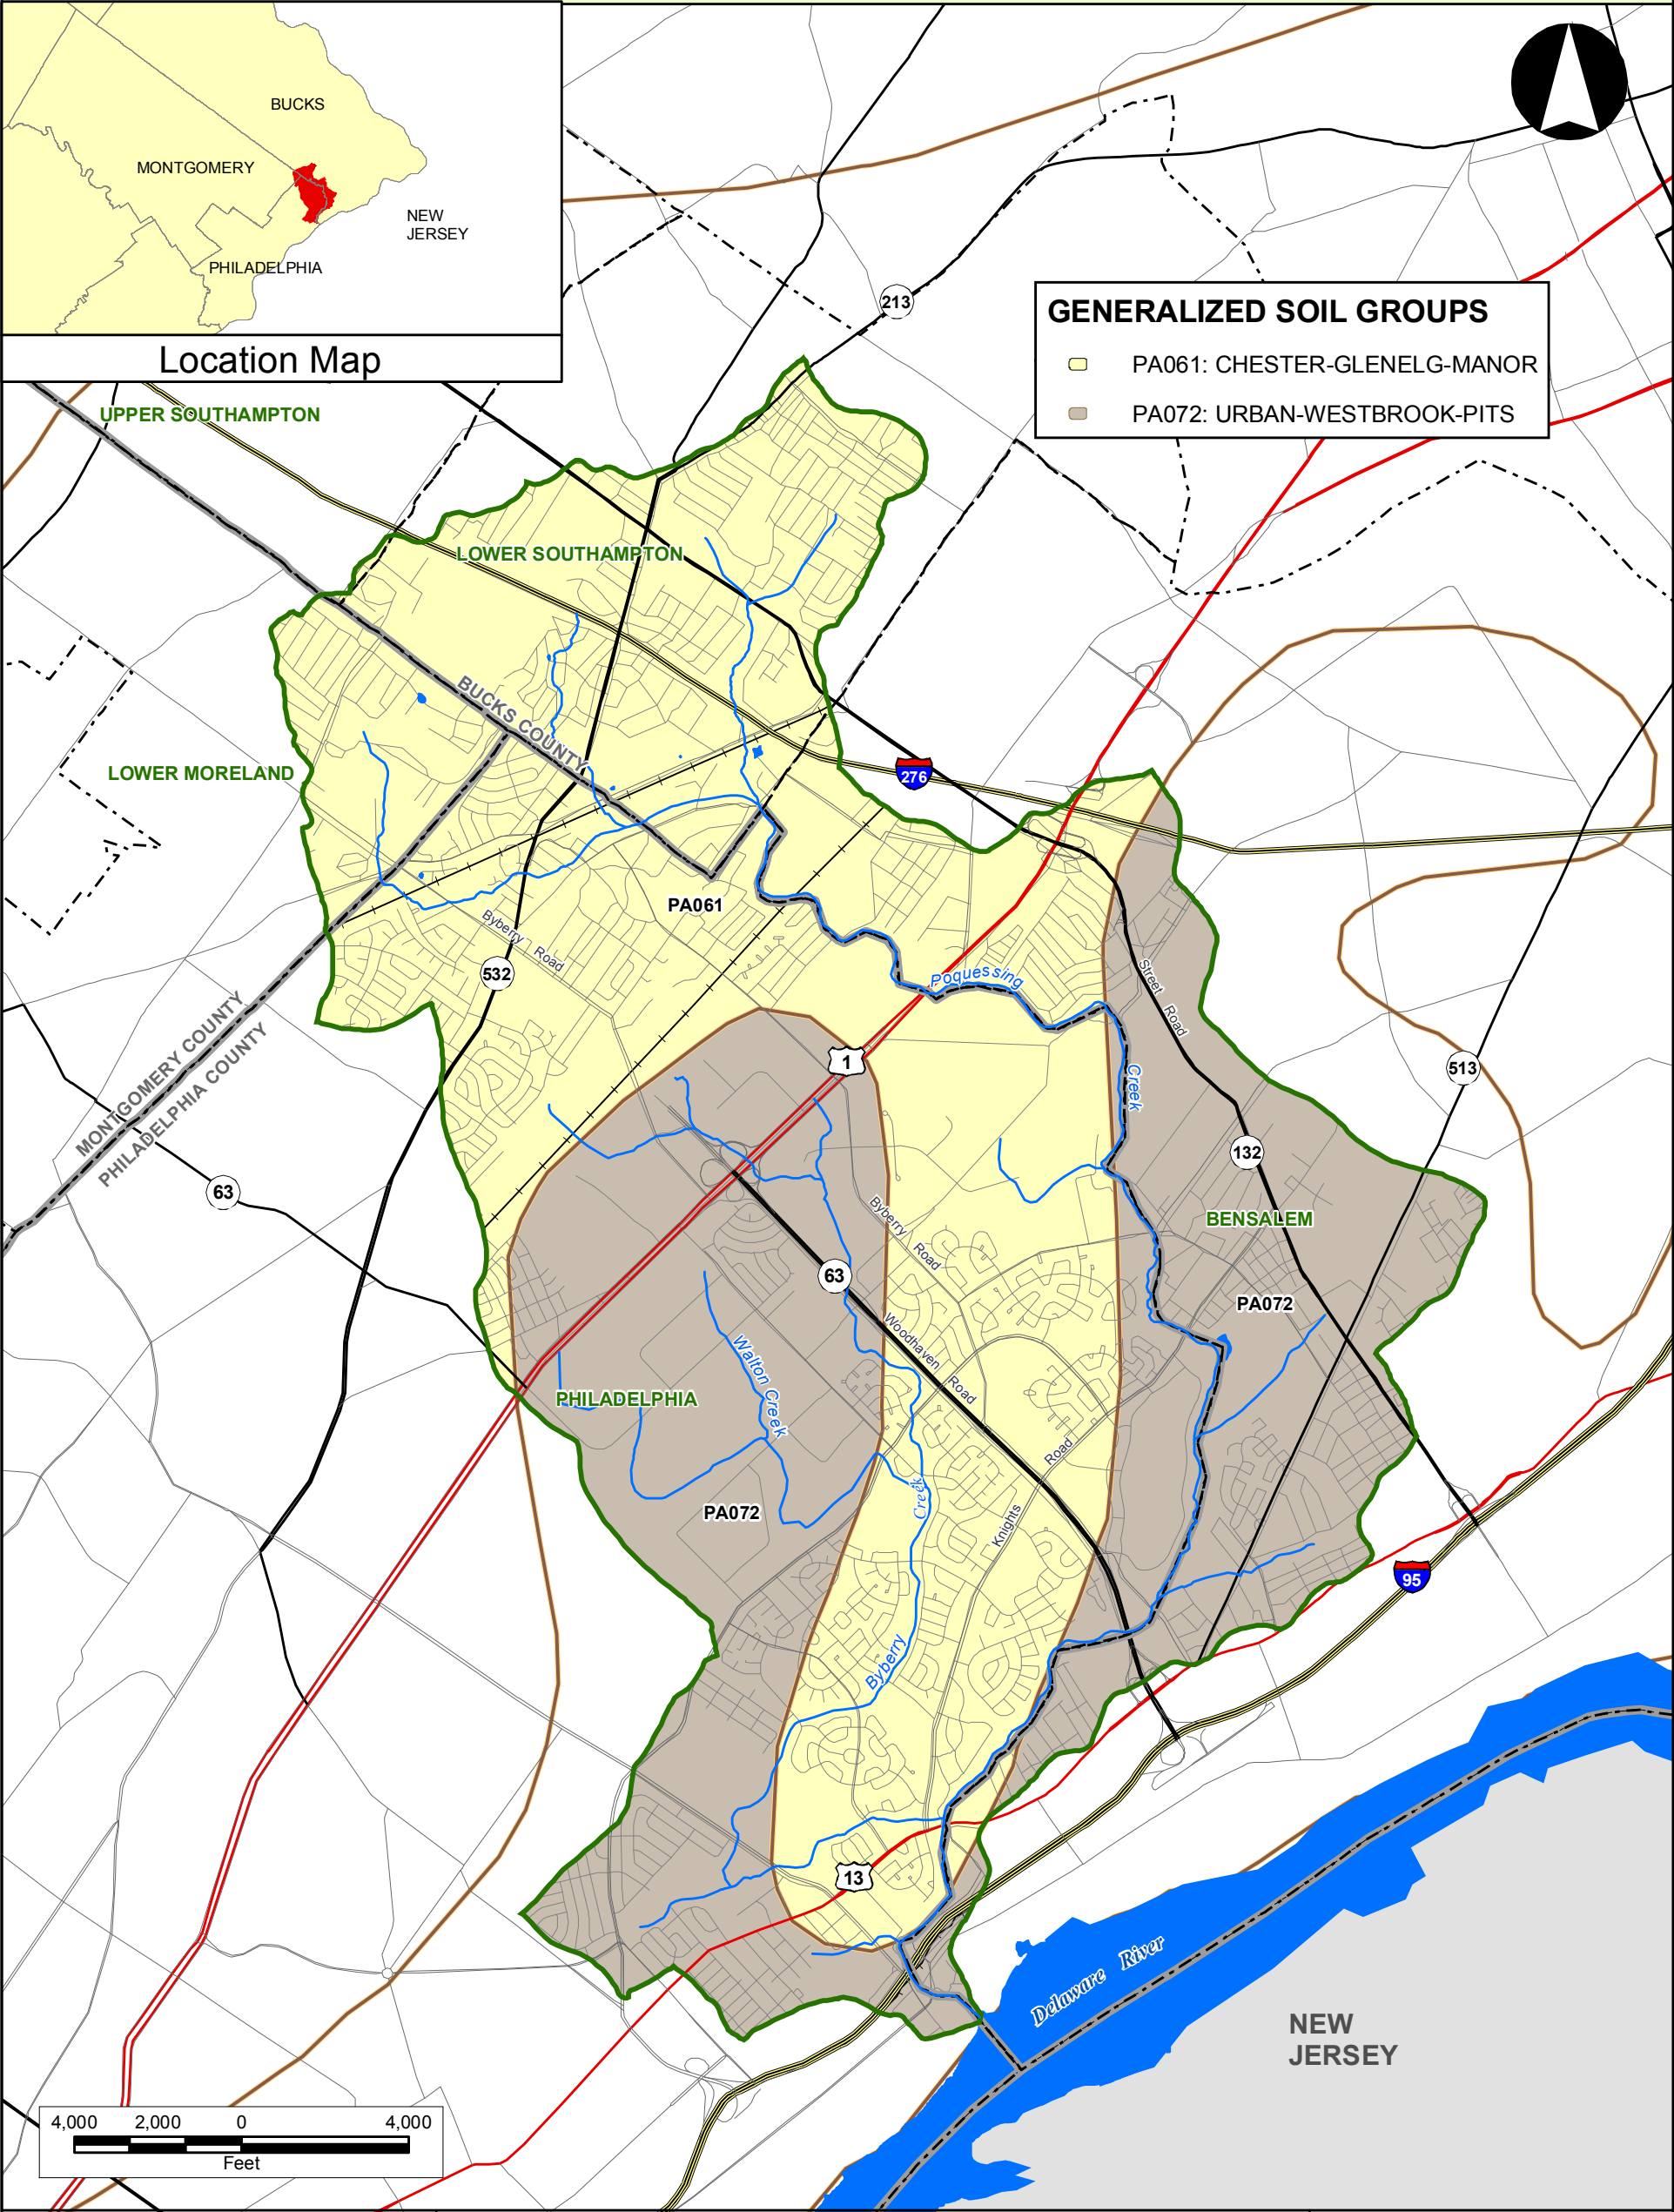 BUCKS
MONTGOMERY
NEW
JERSEY
PHILADELPHIA
Location Map
213
GENERALIZED SOIL GROUPS
PA061: CHESTER-GLENELG-MANOR
PA072: URBAN-WESTBROOK-PITS
UPPER SOUTHAMPTON
LOWER SOUTHAMPTON
BUCKS COUNTY
LOWER MORELAND
276
PA061
Byberry Road
532
Poquessing
Creek
Street Road
MONTGOMERY COUNTY
PHILADELPHIA COUNTY
1
513
63
132
BENSALEM
Byberry Road
63
PA072
Woodhaven Road
Walton Creek
PHILADELPHIA
Knights Road
PA072
Creek
Byberry
95
13
Delaware River
NEW
JERSEY
4,000 2,000 0 4,000
Feet